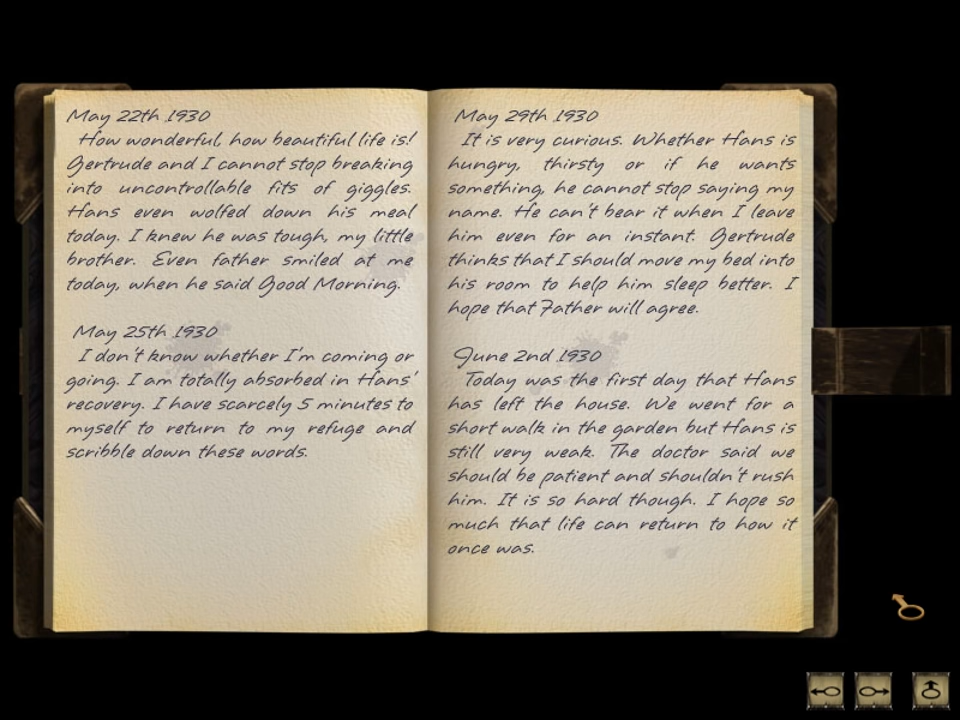 May 22th 1930
How wonderful, how beautiful life is!
Gertrude and I cannot stop breaking
into uncontrollable fits of giggles.
Hans even wolfed down his meal
today. I knew he was tough, my little
brother. Even father smiled at me
today, when he said Good Morning.
May 25th 1930
I don't know whether I'm coming or
going. I am totally absorbed in Hans'
recovery. I have scarcely 5 minutes to
myself to return to my refuge and
scribble down these words.
May 29th 1930
It is very curious. Whether Hans is
hungry, thirsty or if he wants
something, he cannot stop saying my
name. He can't bear it when I leave
him even for an instant. Gertrude
thinks that I should move my bed into
his room to help him sleep better. I
hope that Father will agree.
June 2nd 1930
Today was the first day that Hans
has left the house. We went for a
short walk in the garden but Hans is
still very weak. The doctor said we
should be patient and shouldn't rush
him. It is so hard though. I hope so
much that life can return to how it
once was.